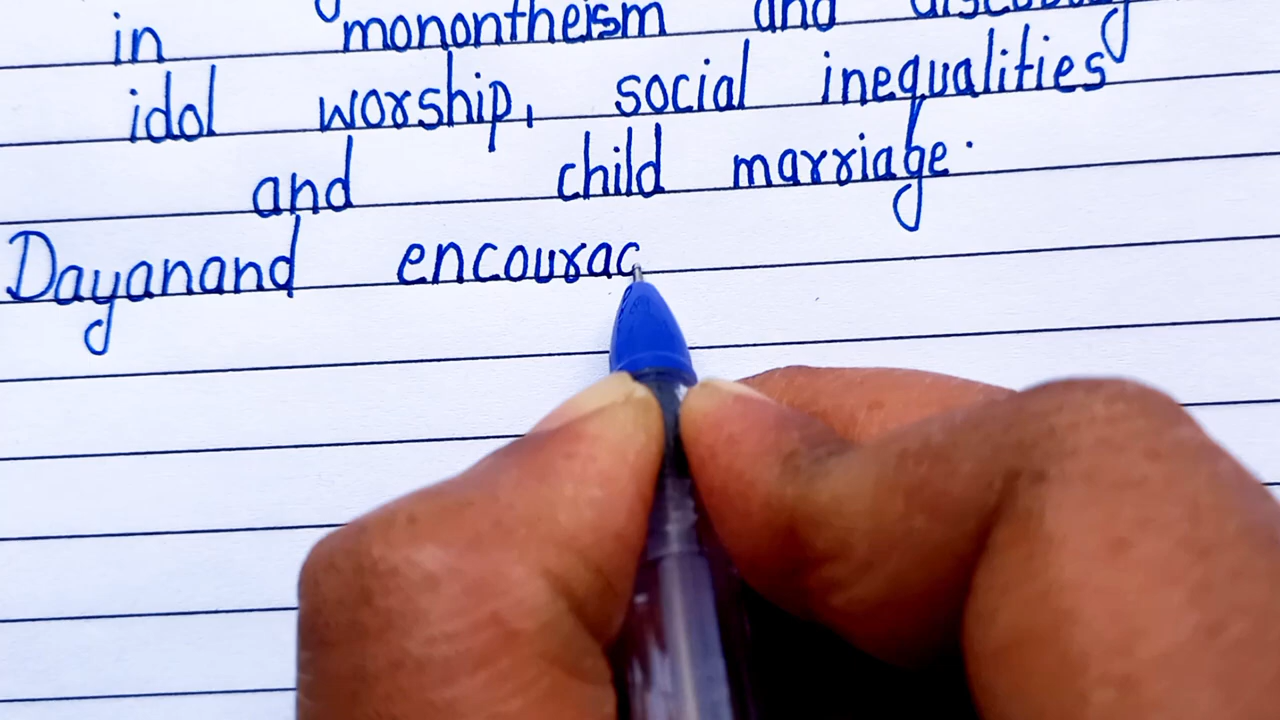 in monontheism and
idol worship, social inequalities
and child marriage.
Dayanand encourac